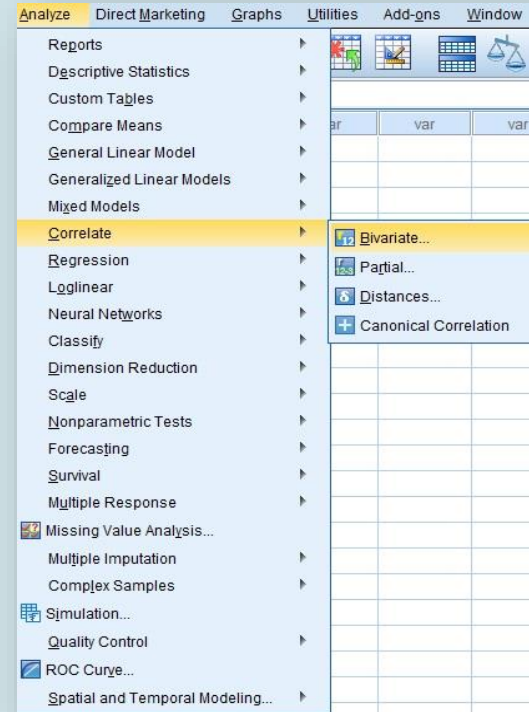 Analyze Direct Marketing Graphs Utilities Add-ons Window
Reports
Descriptive Statistics
Custom Tables
Compare Means
ar var var
General Linear Model
Generalized Linear Models
Mixed Models
Correlate
Bivariate...
Regression
Partial...
Loglinear
Distances...
Neural Networks
Canonical Correlation
Classify
Dimension Reduction
Scale
Nonparametric Tests
Forecasting
Survival
Multiple Response
Missing Value Analysis...
Multiple Imputation
Complex Samples
Simulation...
Quality Control
ROC Curve...
Spatial and Temporal Modeling...